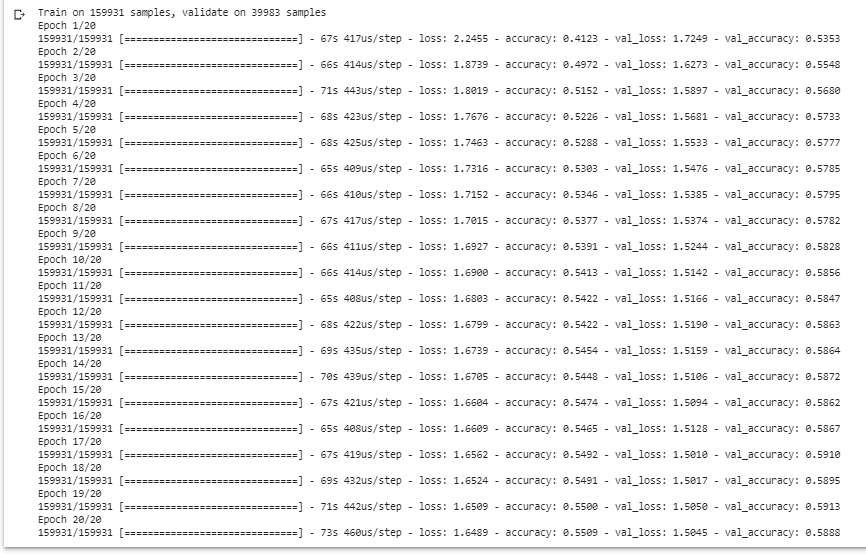 Train on 159931 samples, validate on 39983 samples
Epoch 1/20
159931/159931 [==============================] - 67s 417us/step - loss: 2.2455 - accuracy: 0.4123 - val_loss: 1.7249 - val_accuracy: 0.5353
Epoch 2/20
159931/159931 [==============================] - 66s 414us/step - loss: 1.8739 - accuracy: 0.4972 - val_loss: 1.6273 - val_accuracy: 0.5548
Epoch 3/20
159931/159931 [==============================] - 71s 443us/step - loss: 1.8019 - accuracy: 0.5152 - val_loss: 1.5897 - val_accuracy: 0.5680
Epoch 4/20
159931/159931 [==============================] - 68s 423us/step - loss: 1.7676 - accuracy: 0.5226 - val_loss: 1.5681 - val_accuracy: 0.5733
Epoch 5/20
159931/159931 [==============================] - 68s 425us/step - loss: 1.7463 - accuracy: 0.5288 - val_loss: 1.5533 - val_accuracy: 0.5777
Epoch 6/20
159931/159931 [==============================] - 65s 409us/step - loss: 1.7316 - accuracy: 0.5303 - val_loss: 1.5476 - val_accuracy: 0.5785
Epoch 7/20
159931/159931 [==============================] - 66s 410us/step - loss: 1.7152 - accuracy: 0.5346 - val_loss: 1.5385 - val_accuracy: 0.5795
Epoch 8/20
159931/159931 [==============================] - 67s 417us/step - loss: 1.7015 - accuracy: 0.5377 - val_loss: 1.5374 - val_accuracy: 0.5782
Epoch 9/20
159931/159931 [==============================] - 66s 411us/step - loss: 1.6927 - accuracy: 0.5391 - val_loss: 1.5244 - val_accuracy: 0.5828
Epoch 10/20
159931/159931 [==============================] - 66s 414us/step - loss: 1.6900 - accuracy: 0.5413 - val_loss: 1.5142 - val_accuracy: 0.5856
Epoch 11/20
159931/159931 [==============================] - 65s 408us/step - loss: 1.6803 - accuracy: 0.5422 - val_loss: 1.5166 - val_accuracy: 0.5847
Epoch 12/20
159931/159931 [==============================] - 68s 422us/step - loss: 1.6799 - accuracy: 0.5422 - val_loss: 1.5190 - val_accuracy: 0.5863
Epoch 13/20
159931/159931 [==============================] - 69s 435us/step - loss: 1.6739 - accuracy: 0.5454 - val_loss: 1.5159 - val_accuracy: 0.5864
Epoch 14/20
159931/159931 [==============================] - 70s 439us/step - loss: 1.6705 - accuracy: 0.5448 - val_loss: 1.5106 - val_accuracy: 0.5872
Epoch 15/20
159931/159931 [==============================] - 67s 421us/step - loss: 1.6604 - accuracy: 0.5474 - val_loss: 1.5094 - val_accuracy: 0.5862
Epoch 16/20
159931/159931 [==============================] - 65s 408us/step - loss: 1.6609 - accuracy: 0.5465 - val_loss: 1.5128 - val_accuracy: 0.5867
Epoch 17/20
159931/159931 [==============================] - 67s 419us/step - loss: 1.6562 - accuracy: 0.5492 - val_loss: 1.5010 - val_accuracy: 0.5910
Epoch 18/20
159931/159931 [==============================] - 69s 432us/step - loss: 1.6524 - accuracy: 0.5491 - val_loss: 1.5017 - val_accuracy: 0.5895
Epoch 19/20
159931/159931 [==============================] - 71s 442us/step - loss: 1.6509 - accuracy: 0.5500 - val_loss: 1.5050 - val_accuracy: 0.5913
Epoch 20/20
159931/159931 [==============================] - 73s 460us/step - loss: 1.6489 - accuracy: 0.5509 - val_loss: 1.5045 - val_accuracy: 0.5888